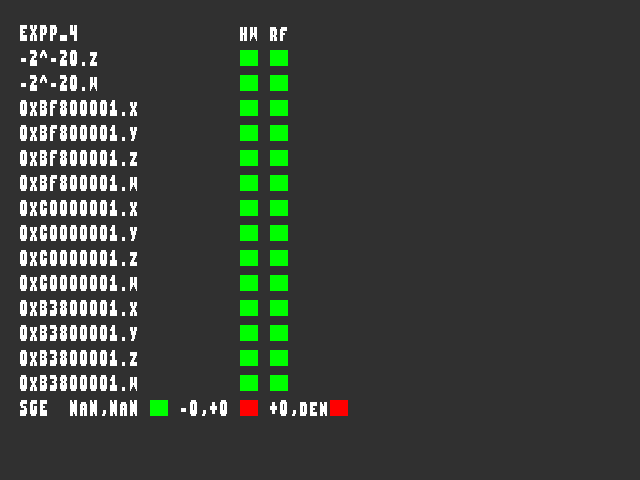 EXPP_4 HW RF
-2^-20.Z
-2^-20.W
0xBF800001.X
0xBF800001.Y
0xBF800001.Z
0xBF800001.W
0xC0000001.X
0xC0000001.Y
0xC0000001.Z
0xC0000001.W
0xB3800001.X
0xB3800001.Y
0xB3800001.Z
0xB3800001.W
SGE NAN,NAN -0,+0 +0,DEN